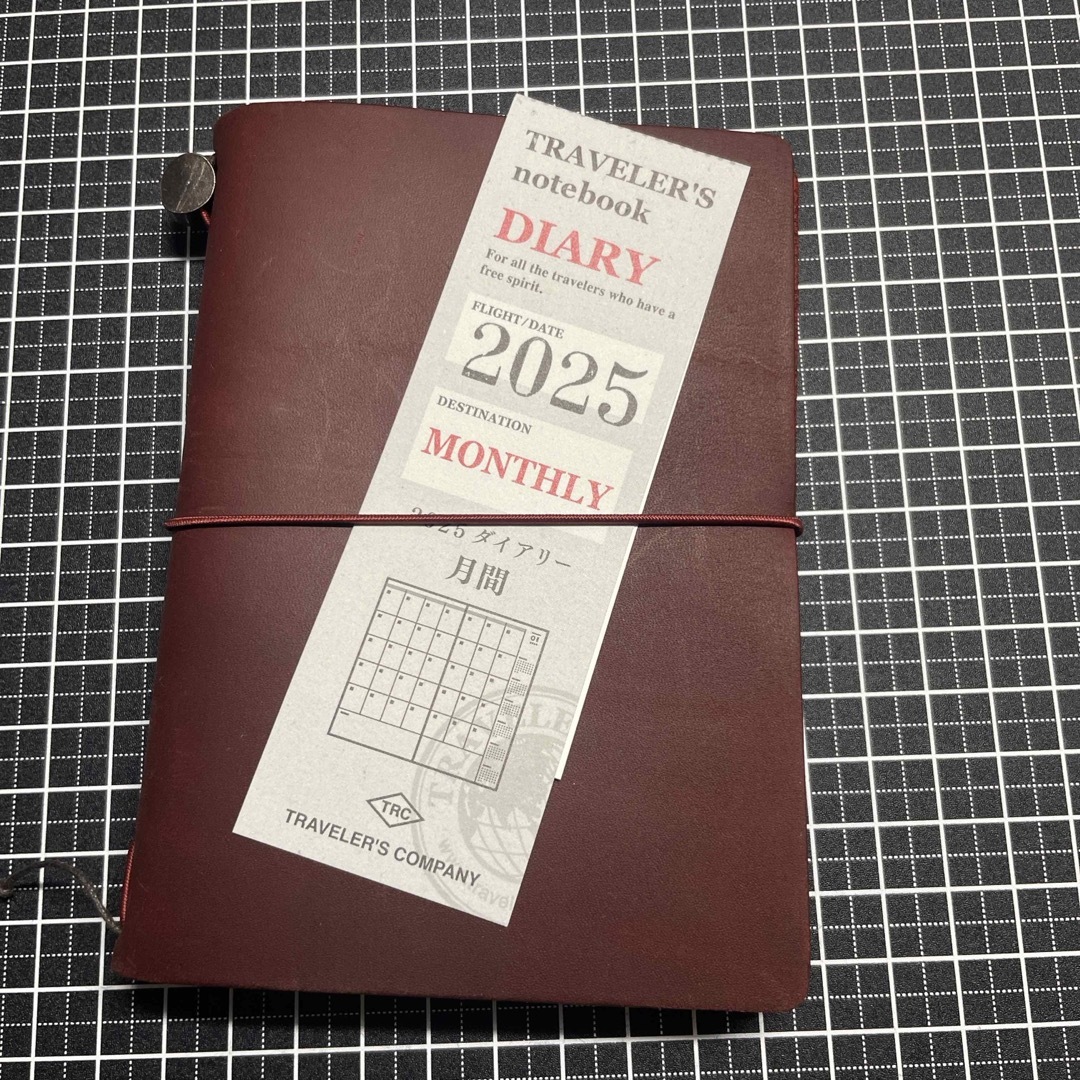 TRAVELER'S
notebook
DIARY
For all the travelers who have a
free spirit.
FLIGHT/DATE
2025
DESTINATION
MONTHLY
2025 ダイアリー
月間
TRC
TRAVELER'S COMPANY